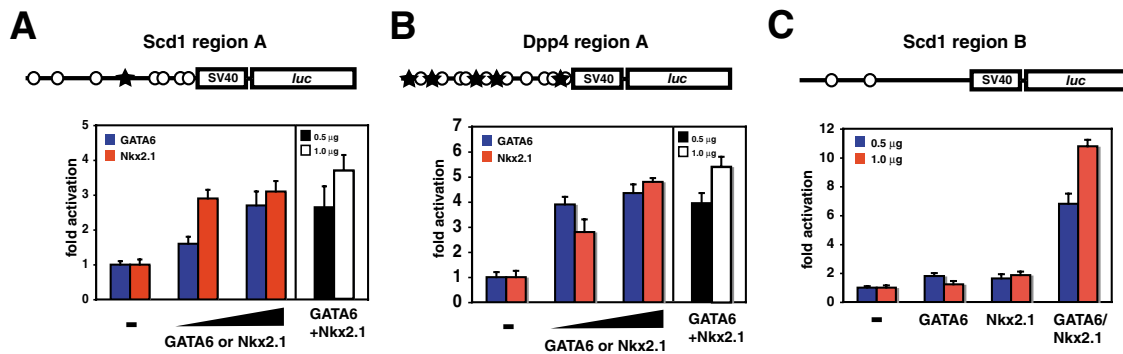 A
Scd1 region A
SV40
luc
fold activation
5
4
3
2
1
0
GATA6
Nkx2.1
0.5 µg
1.0 µg
-
GATA6 or Nkx2.1
GATA6
+Nkx2.1
B
Dpp4 region A
SV40
luc
fold activation
7
6
5
4
3
2
1
0
GATA6
Nkx2.1
0.5 µg
1.0 µg
-
GATA6 or Nkx2.1
GATA6
+Nkx2.1
C
Scd1 region B
SV40
luc
fold activation
12
10
8
6
4
2
0
0.5 µg
1.0 µg
-
GATA6
Nkx2.1
GATA6/
Nkx2.1